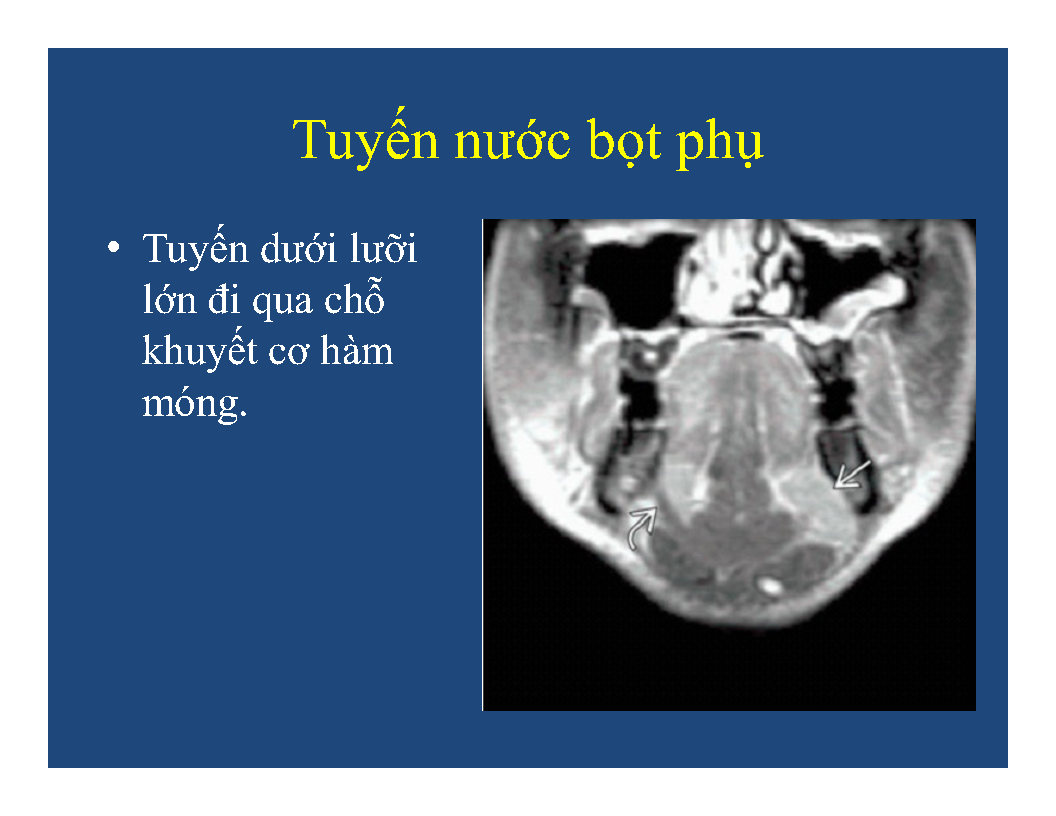 Tuyến nước bọt phụ
• Tuyến dưới lưỡi
lớn đi qua chỗ
khuyết cơ hàm
móng.